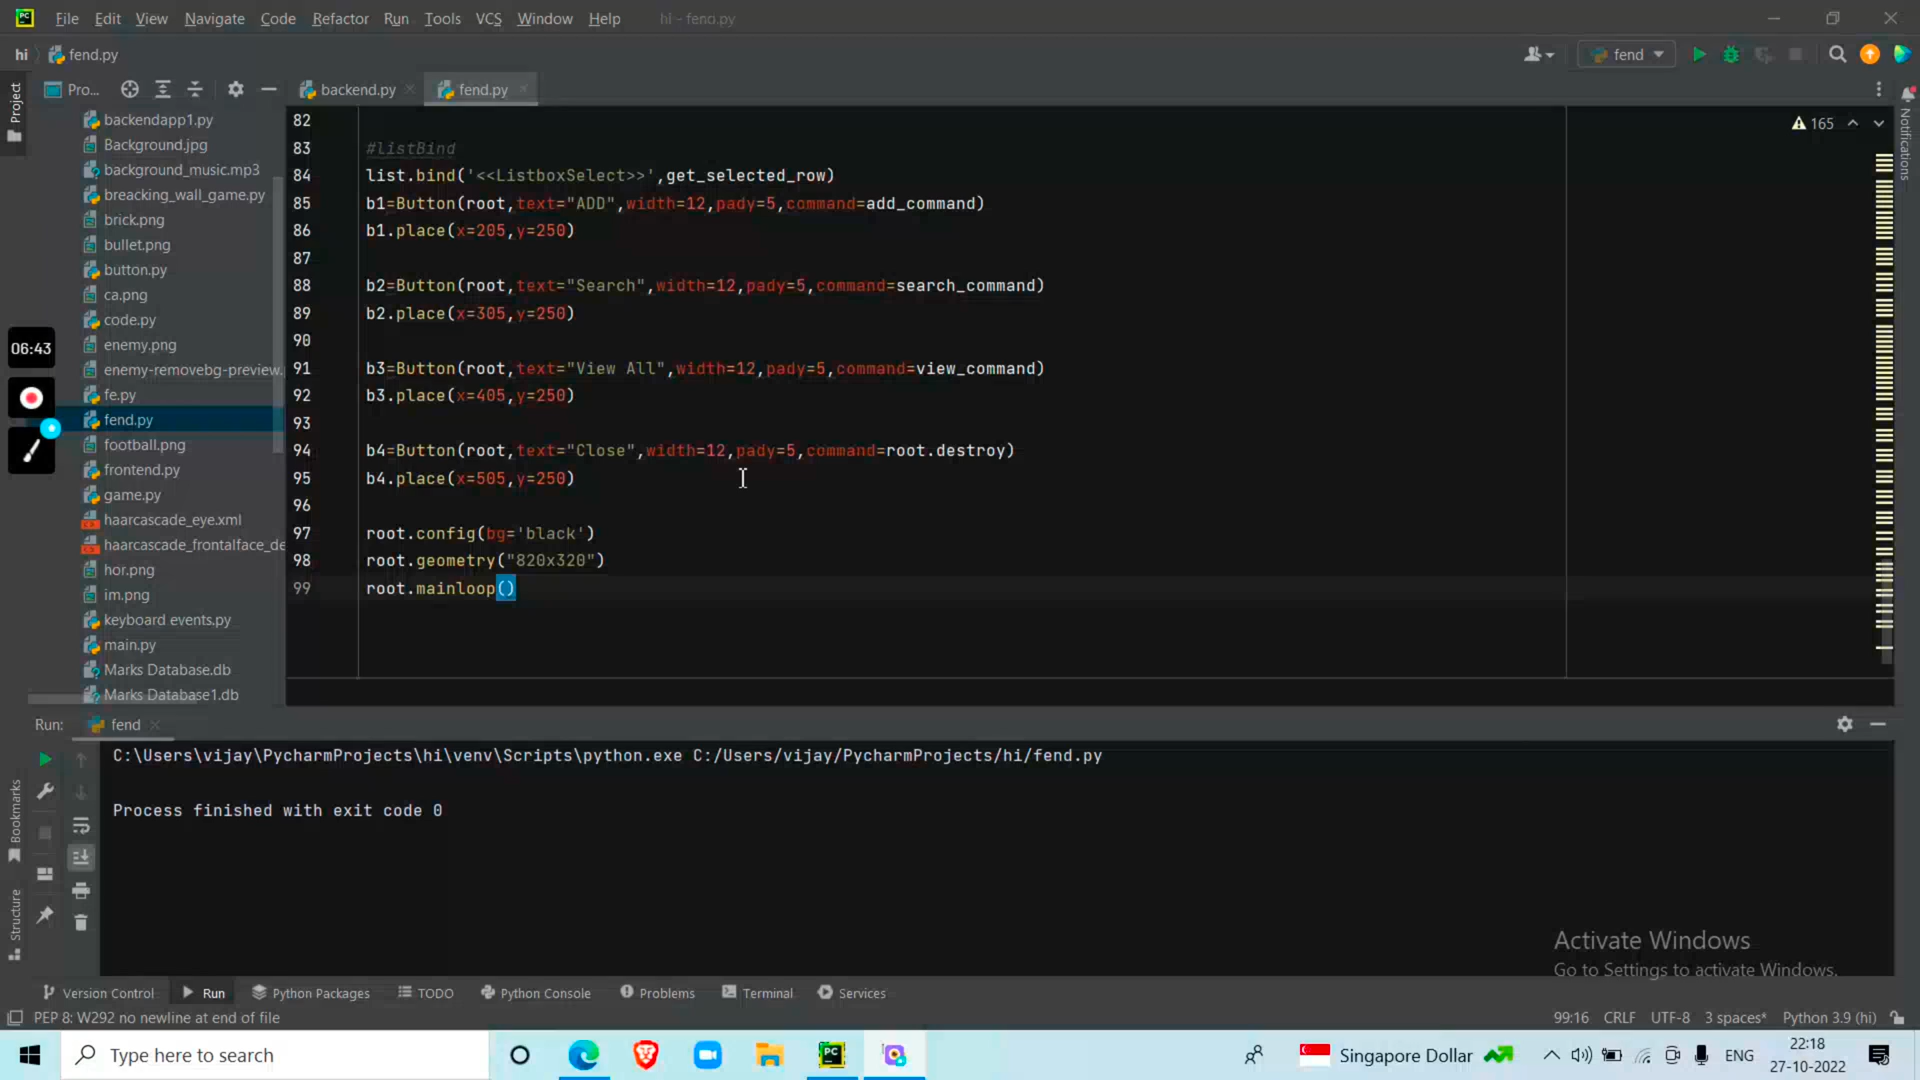 File Edit View Navigate Code Refactor Run Tools VCS Window Help hi - fend.py
hi fend.py fend
Project
Pro...
backend.py fend.py
Notifications
165
backendapp1.py
Background.jpg
background_music.mp3
breacking_wall_game.py
brick.png
bullet.png
button.py
ca.png
code.py
enemy.png
enemy-removebg-preview.
fe.py
fend.py
football.png
frontend.py
game.py
haarcascade_eye.xml
haarcascade_frontalface_de
hor.png
im.png
keyboard events.py
main.py
Marks Database.db
Marks Database1.db
06:43
82
83 #listBind
84 list.bind('<<ListboxSelect>>',get_selected_row)
85 b1=Button(root,text="ADD",width=12,pady=5,command=add_command)
86 b1.place(x=205,y=250)
87
88 b2=Button(root,text="Search",width=12,pady=5,command=search_command)
89 b2.place(x=305,y=250)
90
91 b3=Button(root,text="View All",width=12,pady=5,command=view_command)
92 b3.place(x=405,y=250)
93
94 b4=Button(root,text="Close",width=12,pady=5,command=root.destroy)
95 b4.place(x=505,y=250)
96
97 root.config(bg='black')
98 root.geometry("820x320")
99 root.mainloop()
Run: fend
C:\Users\vijay\PycharmProjects\hi\venv\Scripts\python.exe C:/Users/vijay/PycharmProjects/hi/fend.py
Process finished with exit code 0
Bookmarks
Structure
Activate Windows
Go to Settings to activate Windows.
Version Control Run Python Packages TODO Python Console Problems Terminal Services
PEP 8: W292 no newline at end of file 99:16 CRLF UTF-8 3 spaces* Python 3.9 (hi)
Type here to search
Singapore Dollar ENG
22:18
27-10-2022